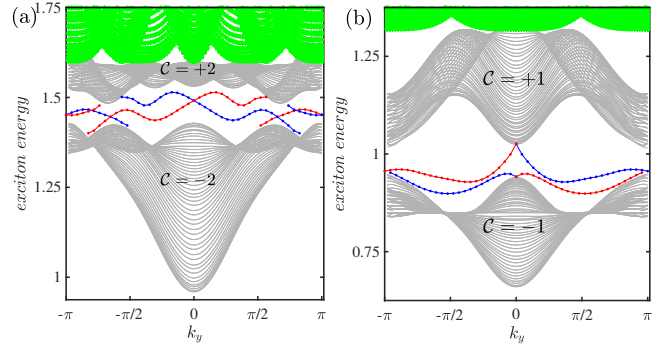 (a)
1.75
1.5
1.25
1
exciton energy
C = +2
C = −2
-π
-π/2
0
π/2
π
k_y
(b)
1.25
1
0.75
exciton energy
C = +1
C = −1
-π
-π/2
0
π/2
π
k_y